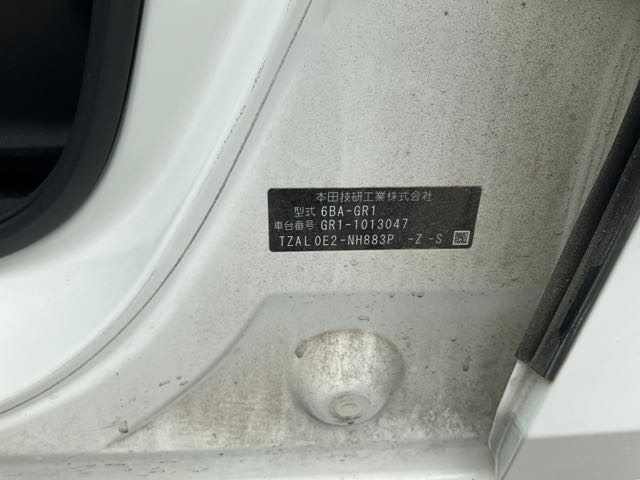 本田技研工業株式会社
型式 6BA-GR1
車台番号 GR1-1013047
TZAL0E2-NH883P -Z -S